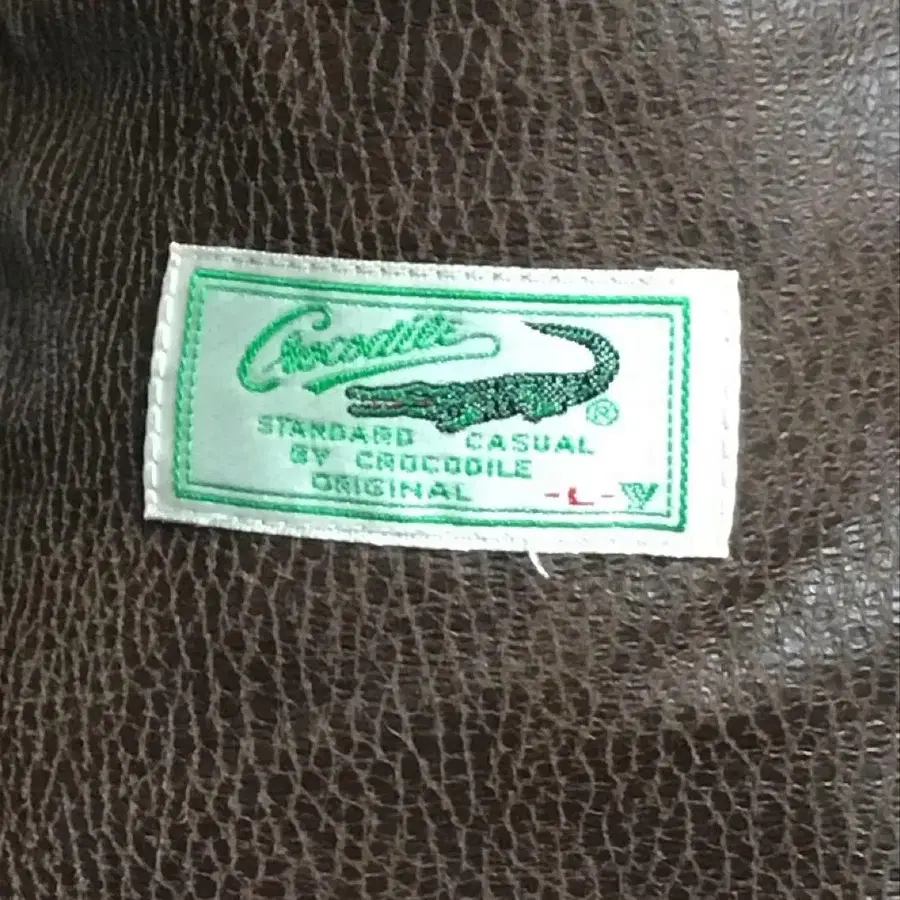 Crocodile ®
STANDARD CASUAL
BY CROCODILE
ORIGINAL -L-